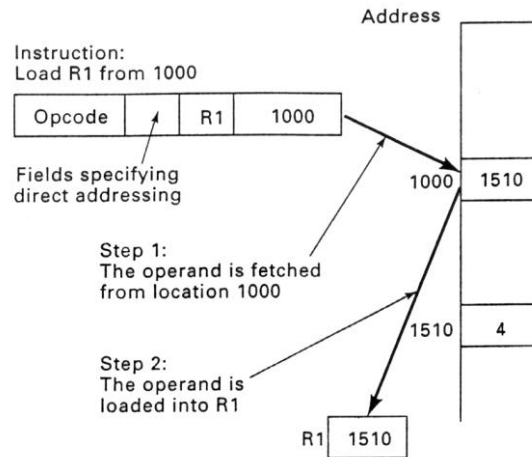 Address
Instruction:
Load R1 from 1000
Opcode R1 1000
Fields specifying
direct addressing
1000 1510
Step 1:
The operand is fetched
from location 1000
1510 4
Step 2:
The operand is
loaded into R1
R1 1510